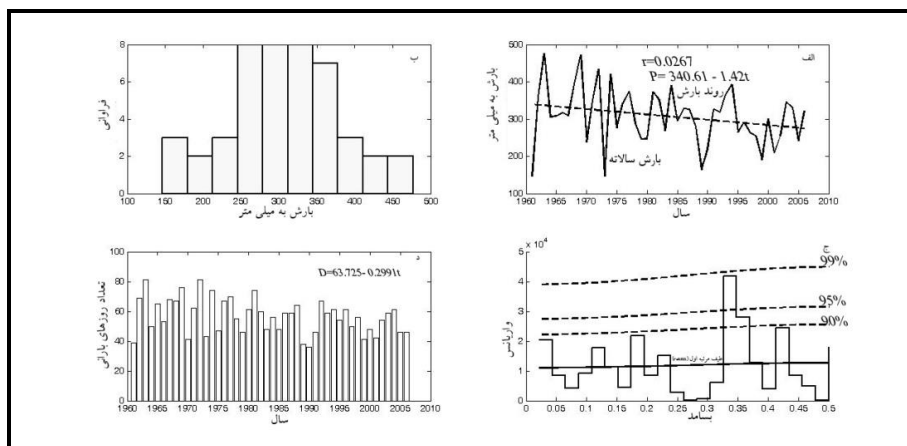 ب
8
6
4
2
0
فراوانی
100 150 200 250 300 350 400 450 500
بارش به میلی متر
الف
500
400
300
200
100
بارش به میلی متر
r=0.0267
P= 340.61 - 1.42t
روند بارش
بارش سالانه
1960 1965 1970 1975 1980 1985 1990 1995 2000 2005 2010
سال
د
100
80
60
40
20
0
تعداد روزهای بارانی
D=63.725- 0.2991t
1960 1965 1970 1975 1980 1985 1990 1995 2000 2005 2010
سال
ج
x 10⁴
5
4
3
2
1
0
واریانس
99%
95%
90%
طیف مرتبه اول
0 0.05 0.1 0.15 0.2 0.25 0.3 0.35 0.4 0.45 0.5
بسامد